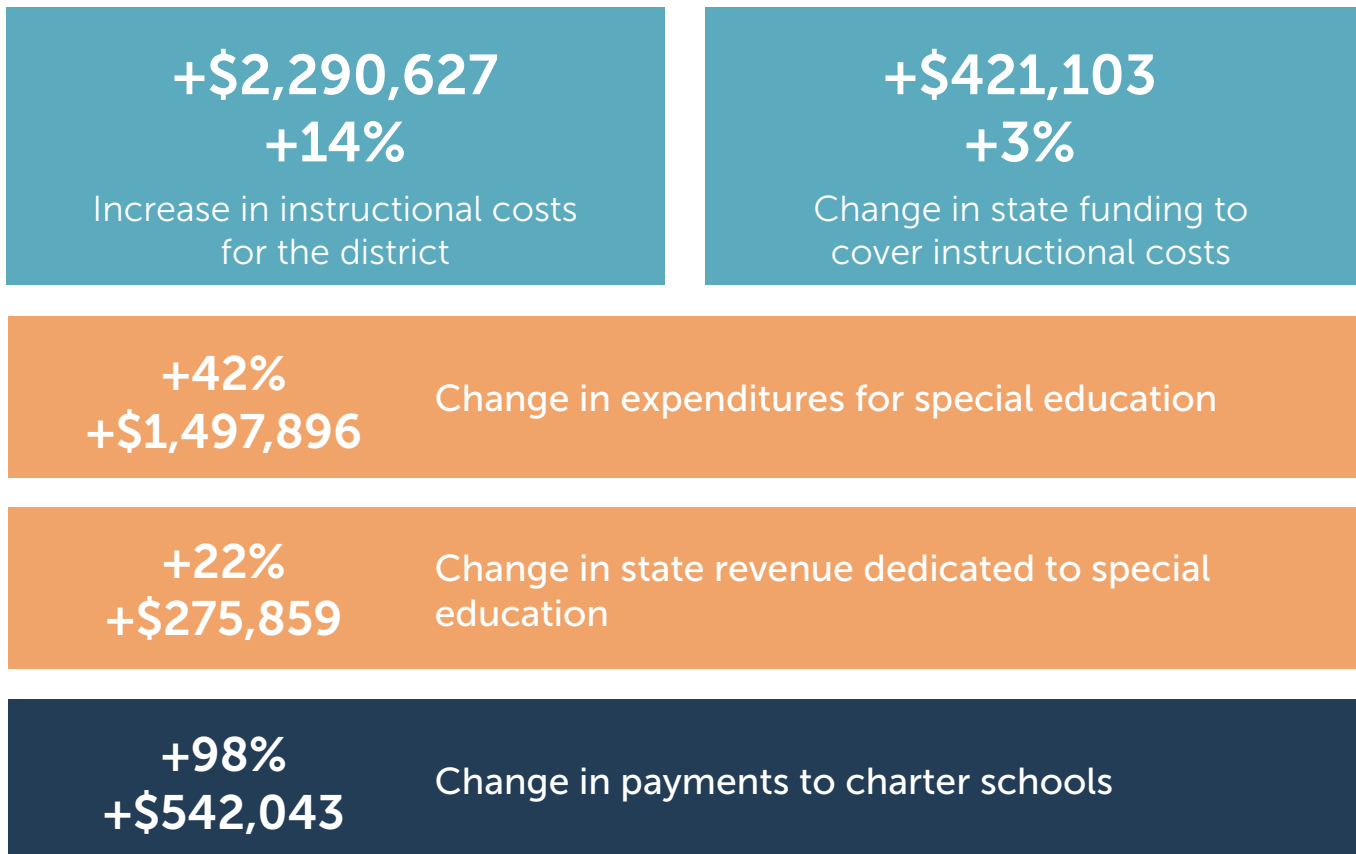 +$2,290,627
+14%
Increase in instructional costs
for the district
+$421,103
+3%
Change in state funding to
cover instructional costs
+42%
+$1,497,896
Change in expenditures for special education
+22%
+$275,859
Change in state revenue dedicated to special
education
+98%
+$542,043
Change in payments to charter schools